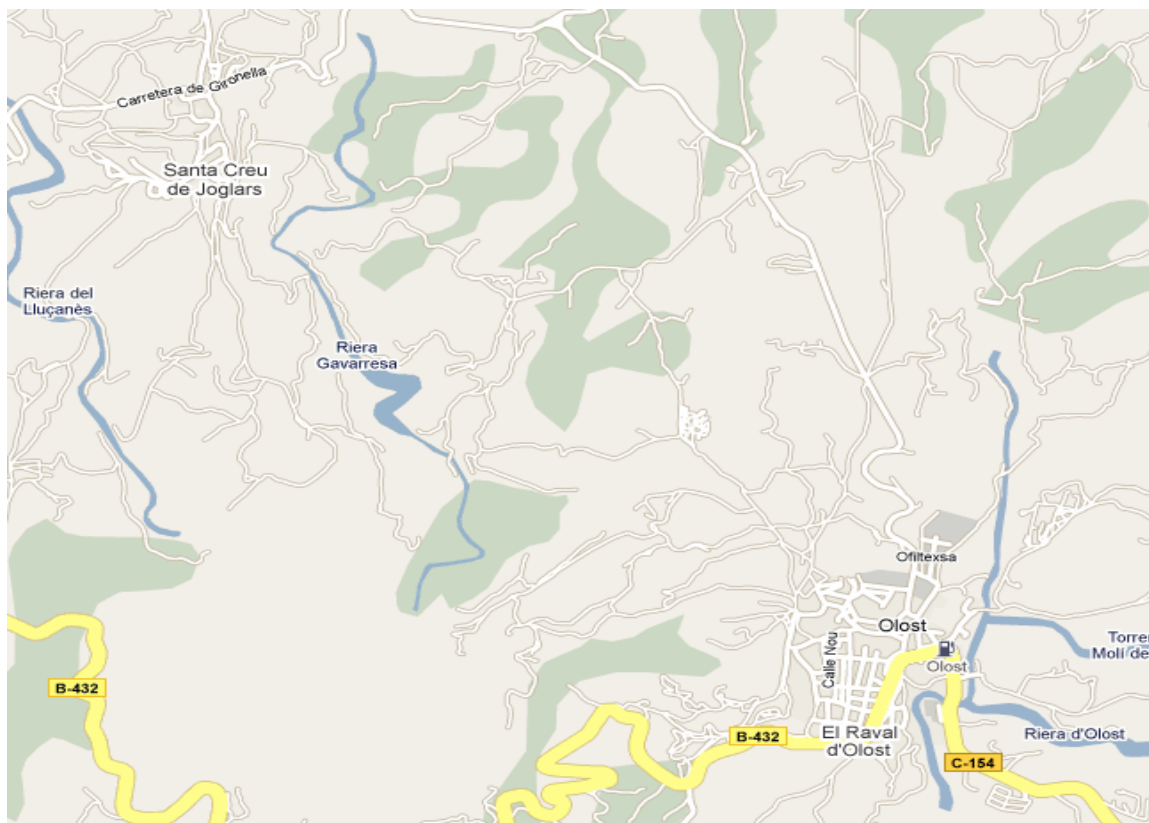 Carretera de Gironella
Santa Creu
de Joglars
Riera del
Lluçanès
Riera
Gavarresa
Ofiltexsa
Olost
Calle Nou
Olost
Torre
Molí de
B-432
B-432
El Raval
d'Olost
Riera d'Olost
C-154